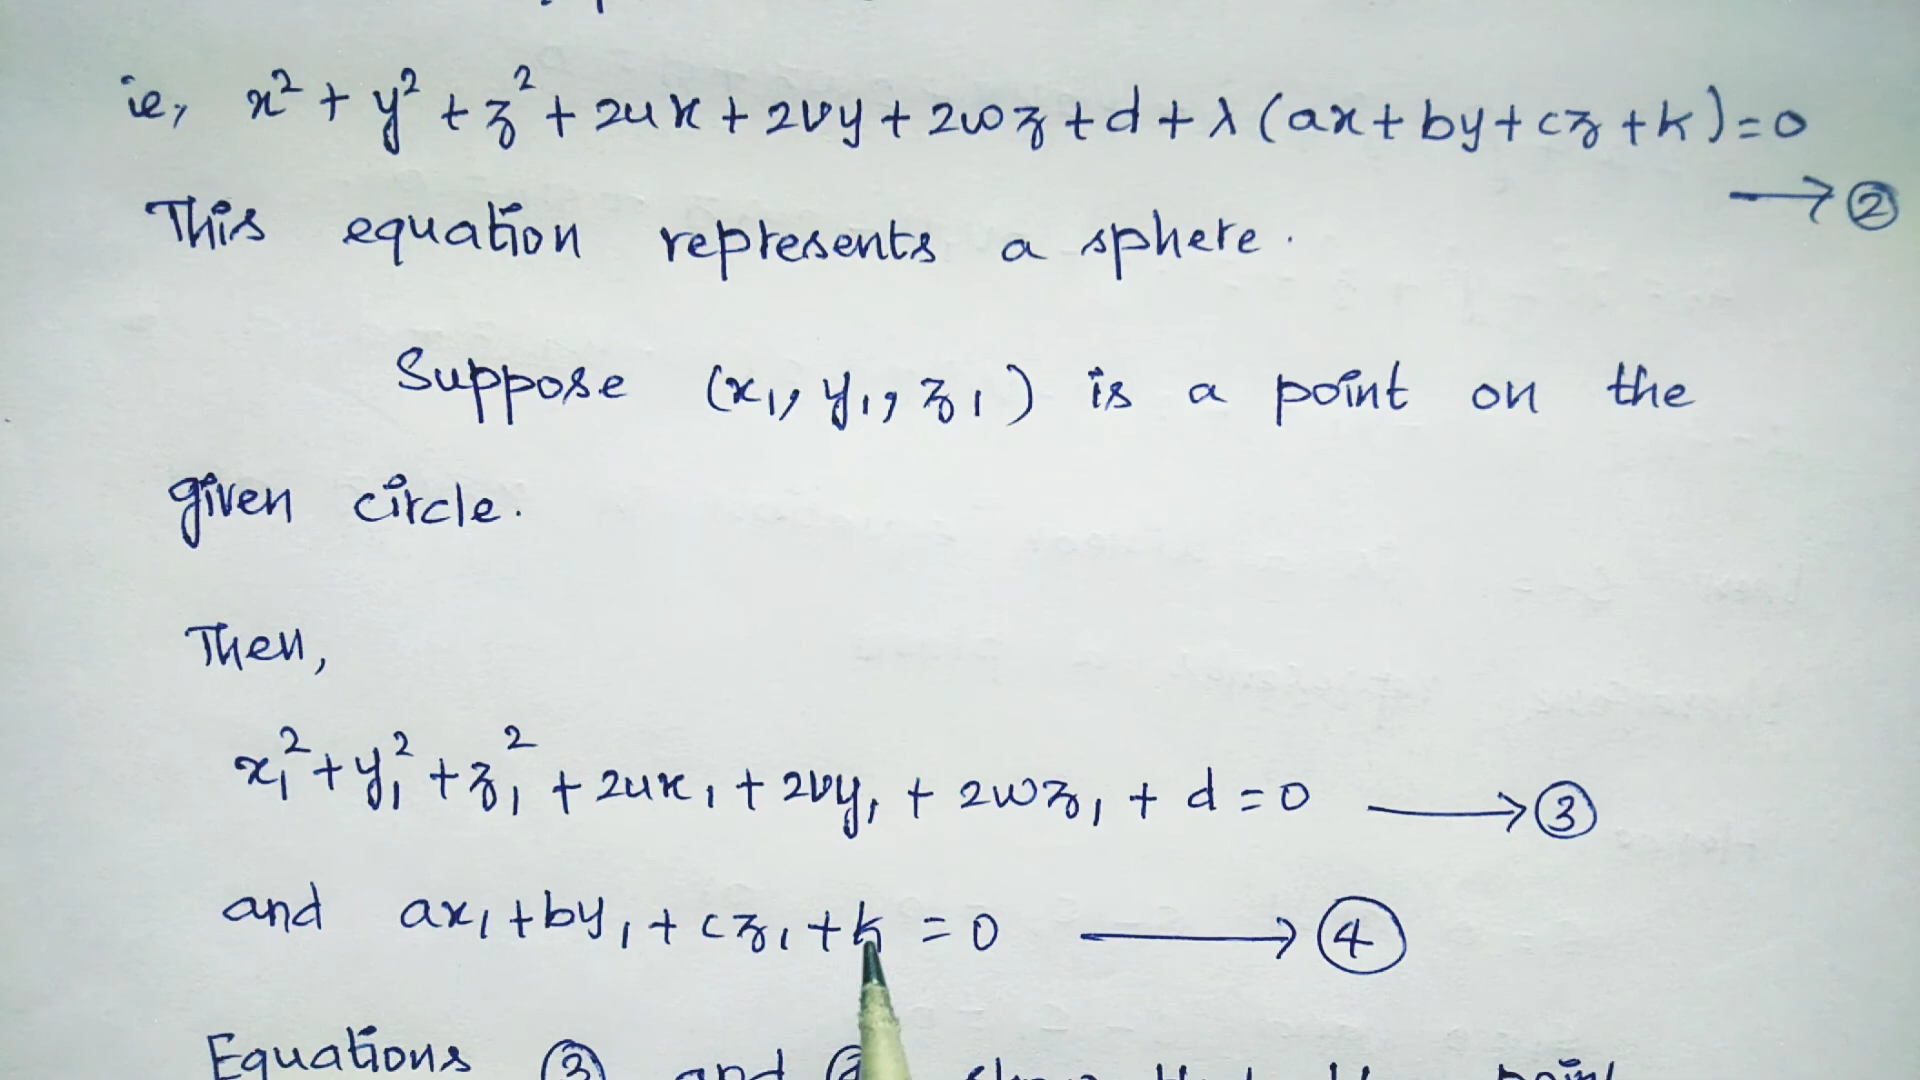 ie, x² + y² + z² + 2ux + 2vy + 2wz + d + λ (ax + by + cz + k) = 0
→ ②
This equation represents a sphere.
Suppose (x₁, y₁, z₁) is a point on the
given circle.
Then,
x₁² + y₁² + z₁² + 2ux₁ + 2vy₁ + 2wz₁ + d = 0 → ③
and ax₁ + by₁ + cz₁ + k = 0 → ④
Equations ③ and point